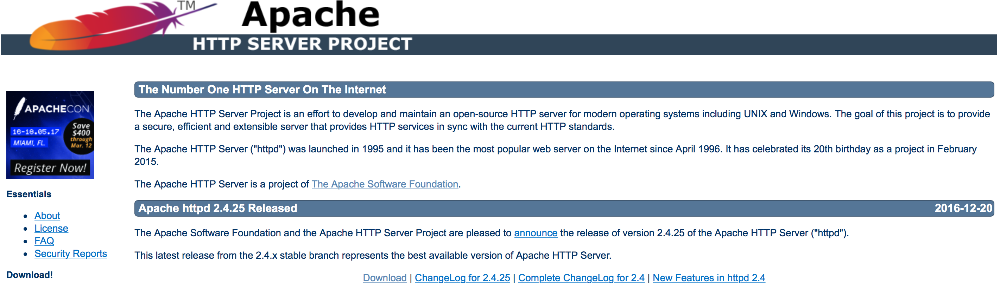 TM
Apache
HTTP SERVER PROJECT
APACHECON
16-18.05.17
MIAMI, FL.
Save
$400
through
Mar. 12
Register Now!
Essentials
• About
• License
• FAQ
• Security Reports
Download!
The Number One HTTP Server On The Internet
The Apache HTTP Server Project is an effort to develop and maintain an open-source HTTP server for modern operating systems including UNIX and Windows. The goal of this project is to provide
a secure, efficient and extensible server that provides HTTP services in sync with the current HTTP standards.
The Apache HTTP Server ("httpd") was launched in 1995 and it has been the most popular web server on the Internet since April 1996. It has celebrated its 20th birthday as a project in February
2015.
The Apache HTTP Server is a project of The Apache Software Foundation.
Apache httpd 2.4.25 Released 2016-12-20
The Apache Software Foundation and the Apache HTTP Server Project are pleased to announce the release of version 2.4.25 of the Apache HTTP Server ("httpd").
This latest release from the 2.4.x stable branch represents the best available version of Apache HTTP Server.
Download | ChangeLog for 2.4.25 | Complete ChangeLog for 2.4 | New Features in httpd 2.4